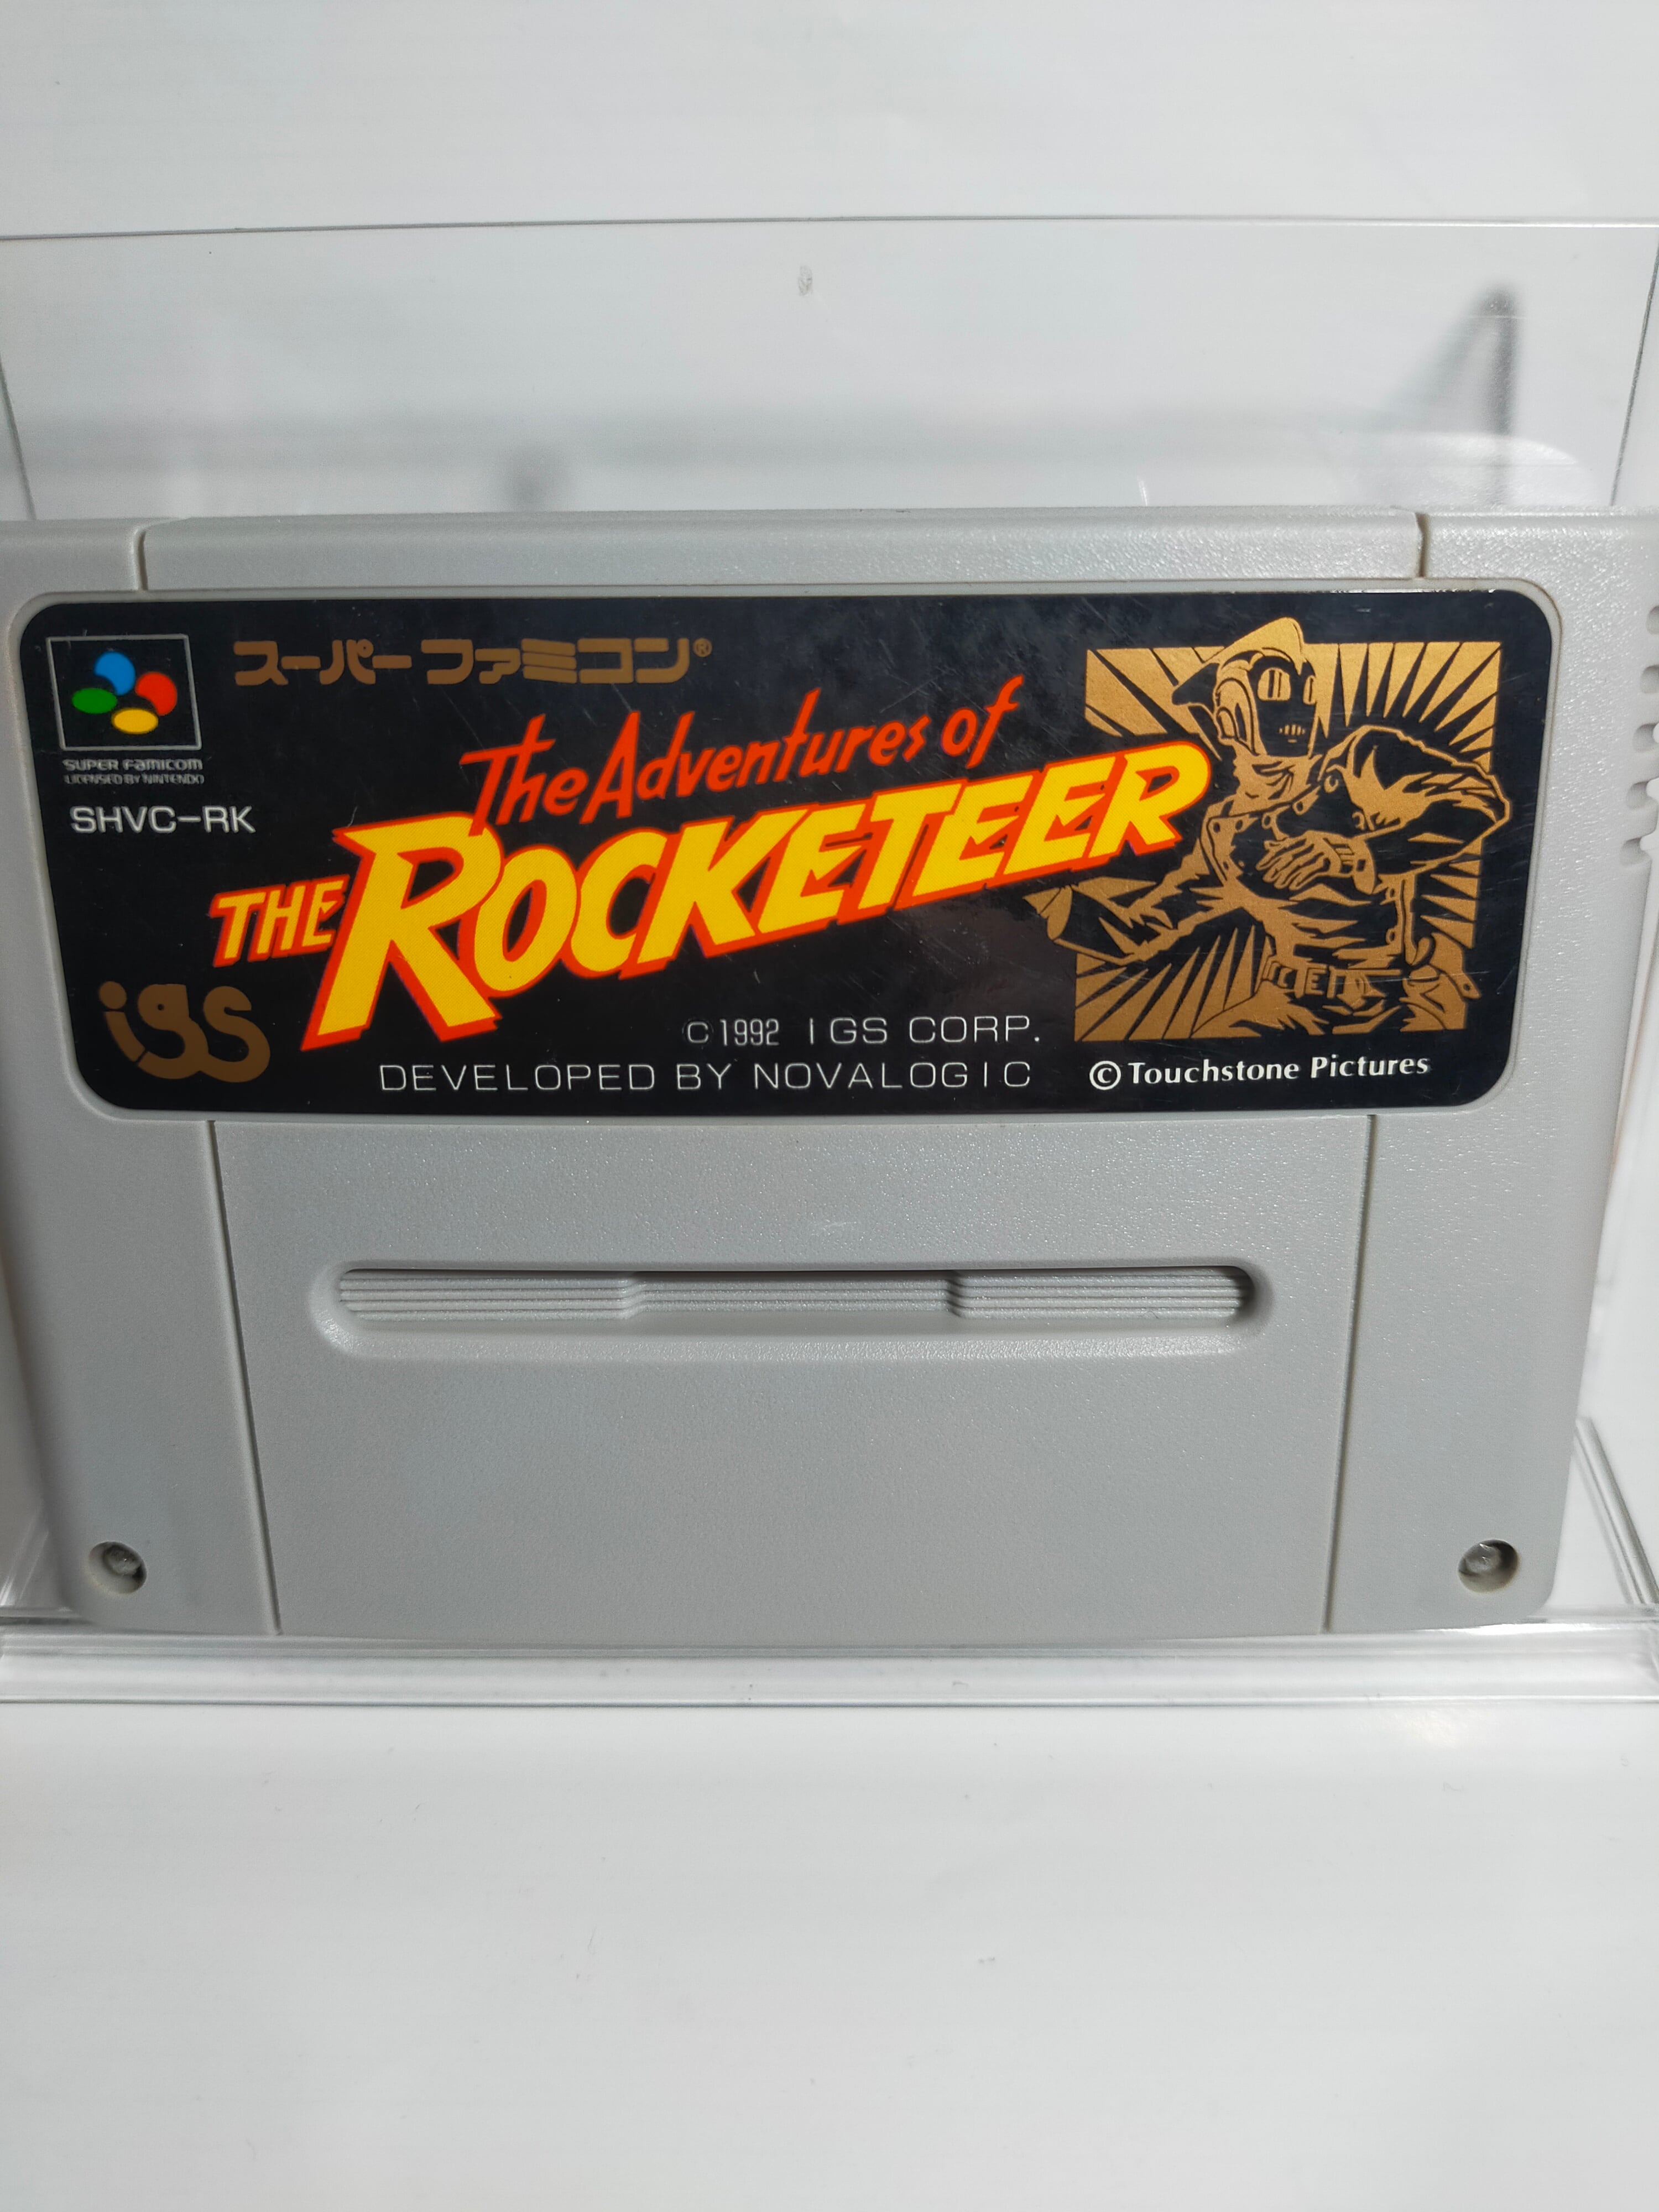 スーパーファミコン®
SUPER FAMICOM
LICENSED BY NINTENDO
SHVC-RK
The Adventures of
THE ROCKETEER
igs
©1992 IGS CORP.
DEVELOPED BY NOVALOGIC
©Touchstone Pictures